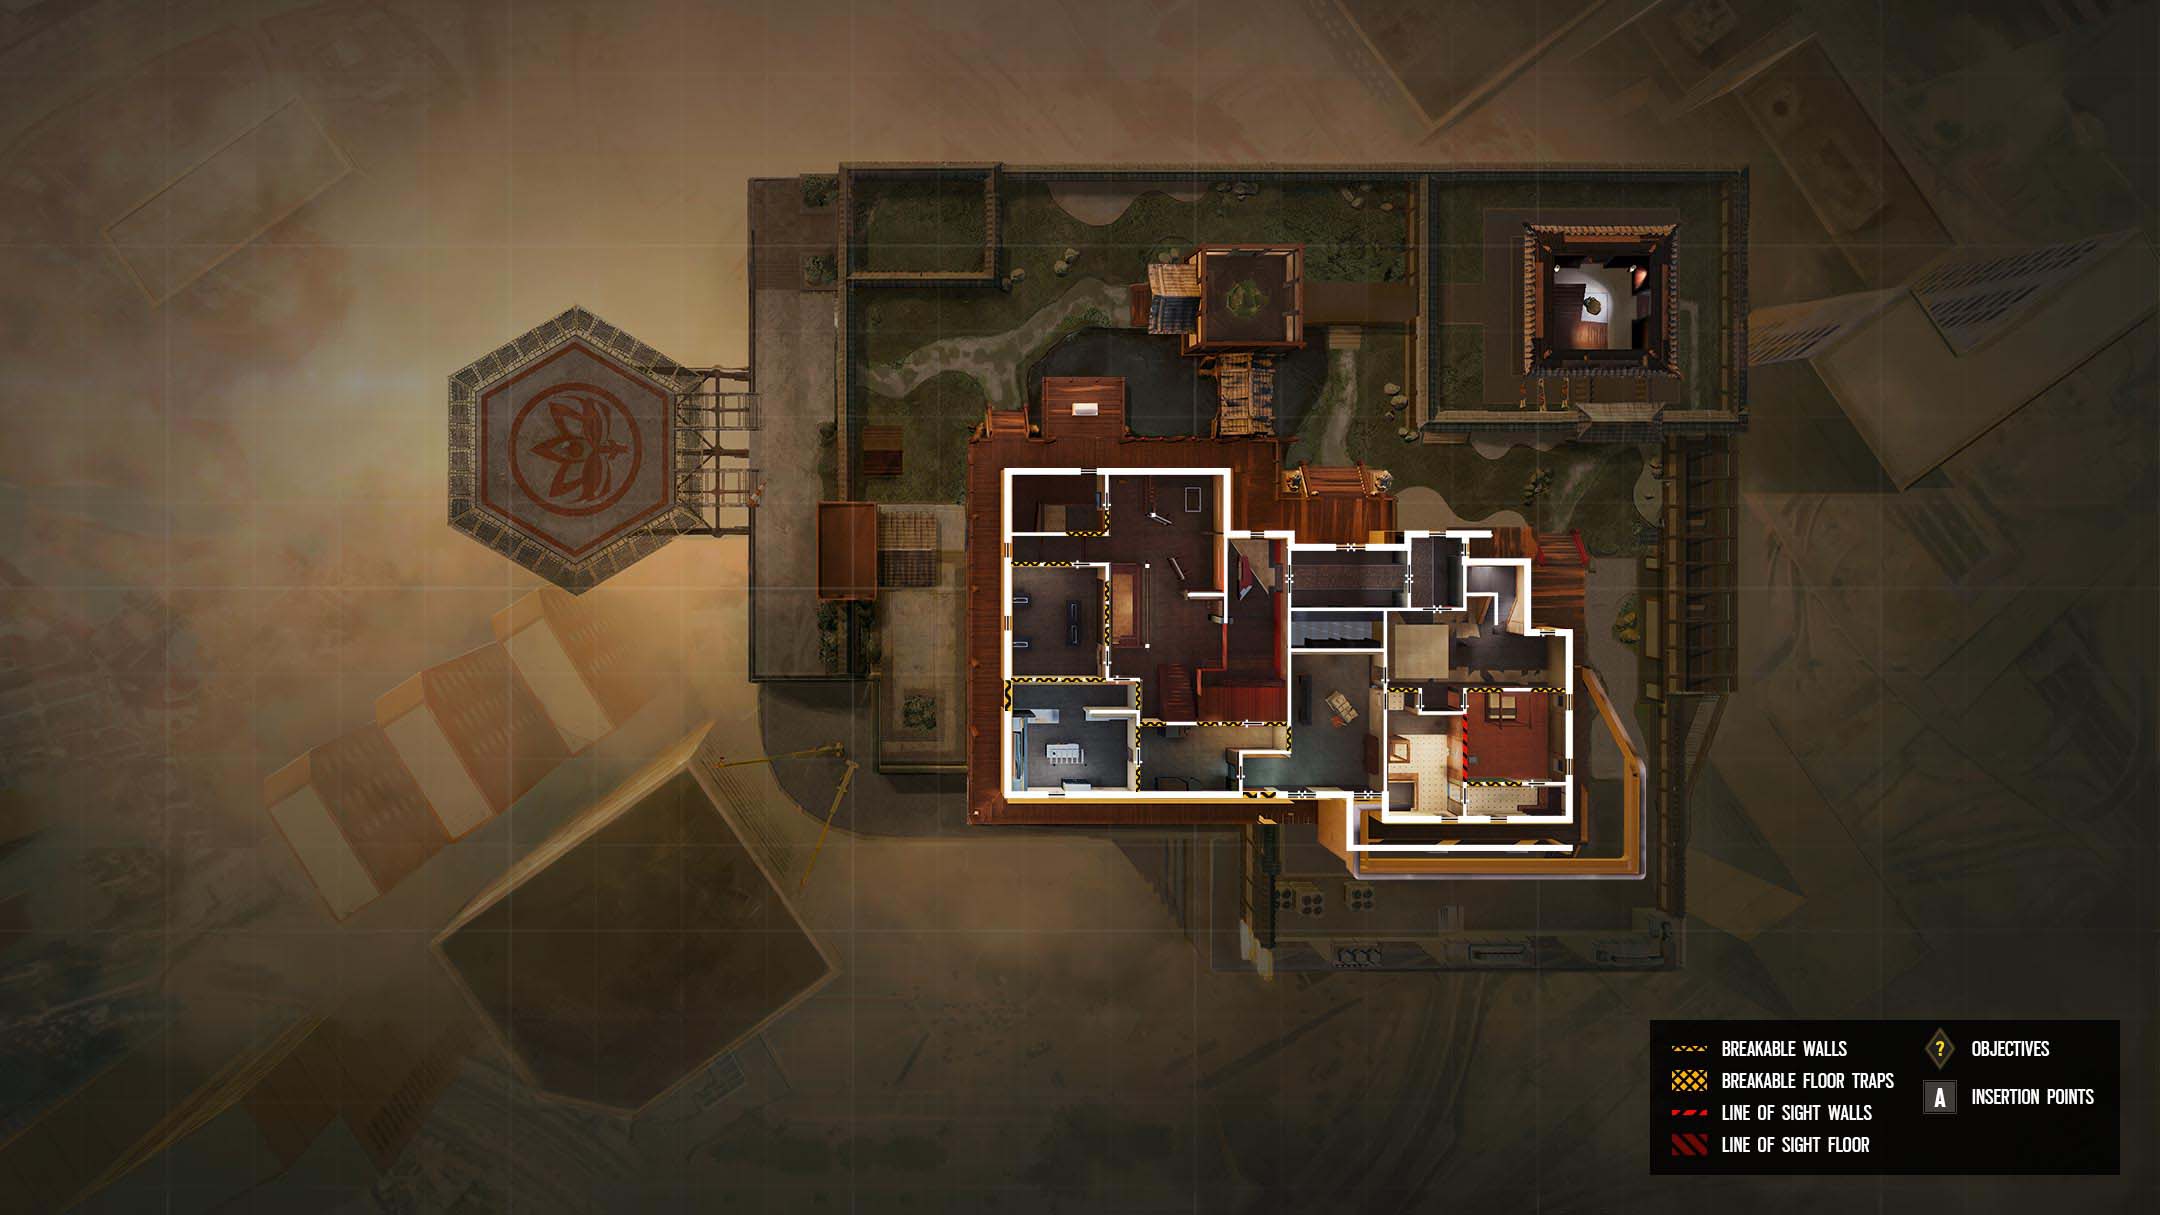 BREAKABLE WALLS
BREAKABLE FLOOR TRAPS
LINE OF SIGHT WALLS
LINE OF SIGHT FLOOR
? OBJECTIVES
A INSERTION POINTS